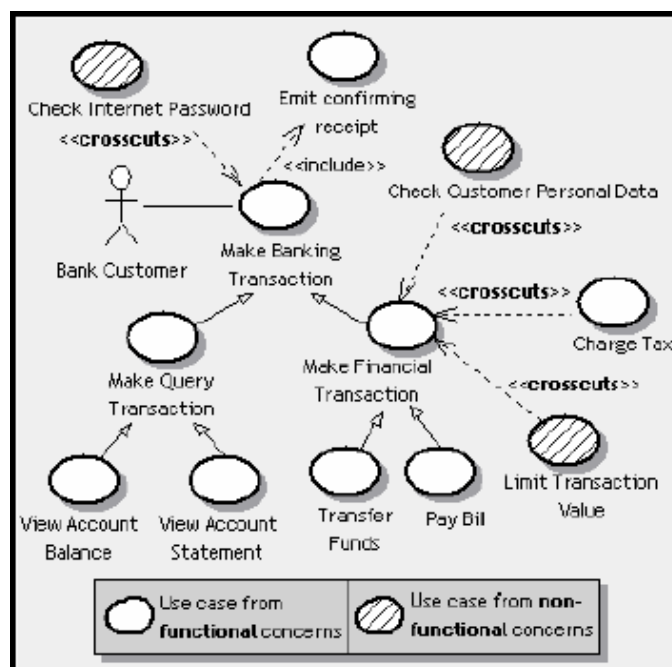 Check Internet Password
<<crosscuts>>
Emit confirming
receipt
<<include>>
Check Customer Personal Data
<<crosscuts>>
Bank Customer
Make Banking
Transaction
<<crosscuts>>
Charge Tax
Make Query
Transaction
Make Financial
Transaction
<<crosscuts>>
Limit Transaction
Value
View Account
Balance
View Account
Statement
Transfer
Funds
Pay Bill
Use case from
functional concerns
Use case from non-
functional concerns